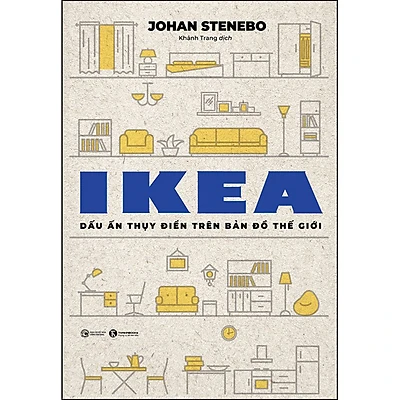 JOHAN STENEBO
Khánh Trang dịch
IKEA
DẤU ẤN THỤY ĐIỂN TRÊN BẢN ĐỒ THẾ GIỚI